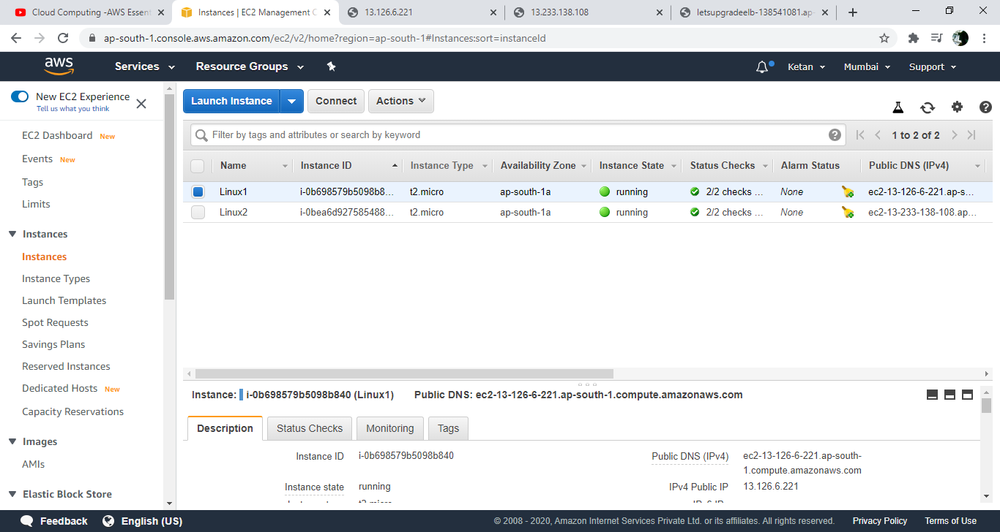 Cloud Computing -AWS Essent
Instances | EC2 Management C
13.126.6.221
13.233.138.108
letsupgradeelb-138541081.ap-
ap-south-1.console.aws.amazon.com/ec2/v2/home?region=ap-south-1#Instances:sort=instanceId
aws
Services
Resource Groups
Ketan
Mumbai
Support
New EC2 Experience
Tell us what you think
EC2 Dashboard New
Events New
Tags
Limits
Instances
Instances
Instance Types
Launch Templates
Spot Requests
Savings Plans
Reserved Instances
Dedicated Hosts New
Capacity Reservations
Images
AMIs
Elastic Block Store
Launch Instance
Connect
Actions
Filter by tags and attributes or search by keyword
1 to 2 of 2
Name Instance ID Instance Type Availability Zone Instance State Status Checks Alarm Status Public DNS (IPv4)
Linux1 i-0b698579b5098b8... t2.micro ap-south-1a running 2/2 checks ... None ec2-13-126-6-221.ap-s...
Linux2 i-0bea6d927585488... t2.micro ap-south-1a running 2/2 checks ... None ec2-13-233-138-108.ap...
Instance: i-0b698579b5098b840 (Linux1) Public DNS: ec2-13-126-6-221.ap-south-1.compute.amazonaws.com
Description Status Checks Monitoring Tags
Instance ID i-0b698579b5098b840
Public DNS (IPv4) ec2-13-126-6-221.ap-south-
1.compute.amazonaws.com
Instance state running
IPv4 Public IP 13.126.6.221
Feedback
English (US)
© 2008 - 2020, Amazon Internet Services Private Ltd. or its affiliates. All rights reserved.
Privacy Policy
Terms of Use